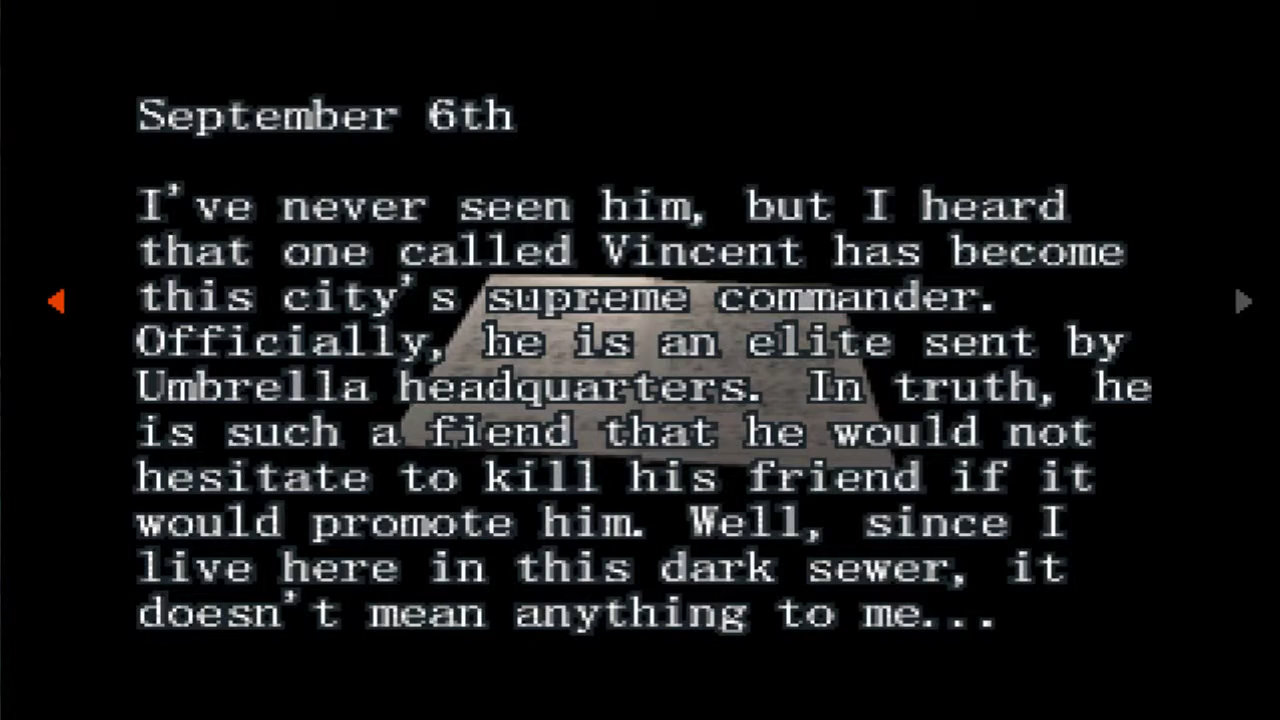 September 6th
I've never seen him, but I heard
that one called Vincent has become
this city's supreme commander.
Officially, he is an elite sent by
Umbrella headquarters. In truth, he
is such a fiend that he would not
hesitate to kill his friend if it
would promote him. Well, since I
live here in this dark sewer, it
doesn't mean anything to me...